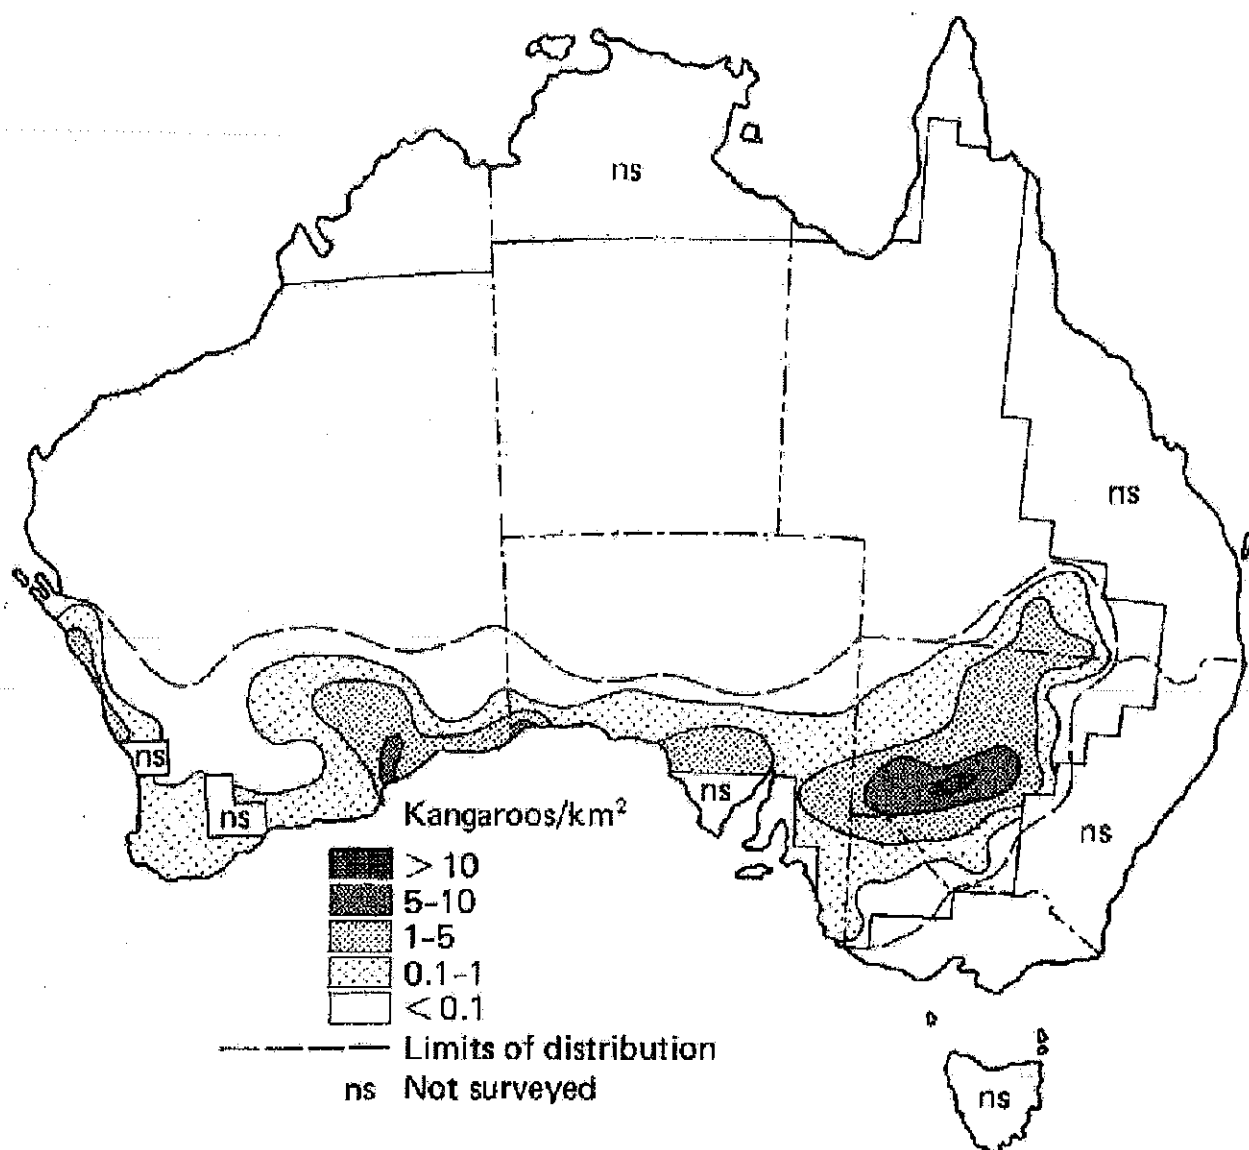 ns
ns
ns
ns
ns
ns
Kangaroos/km²
> 10
5-10
1-5
0.1-1
< 0.1
Limits of distribution
ns Not surveyed
ns